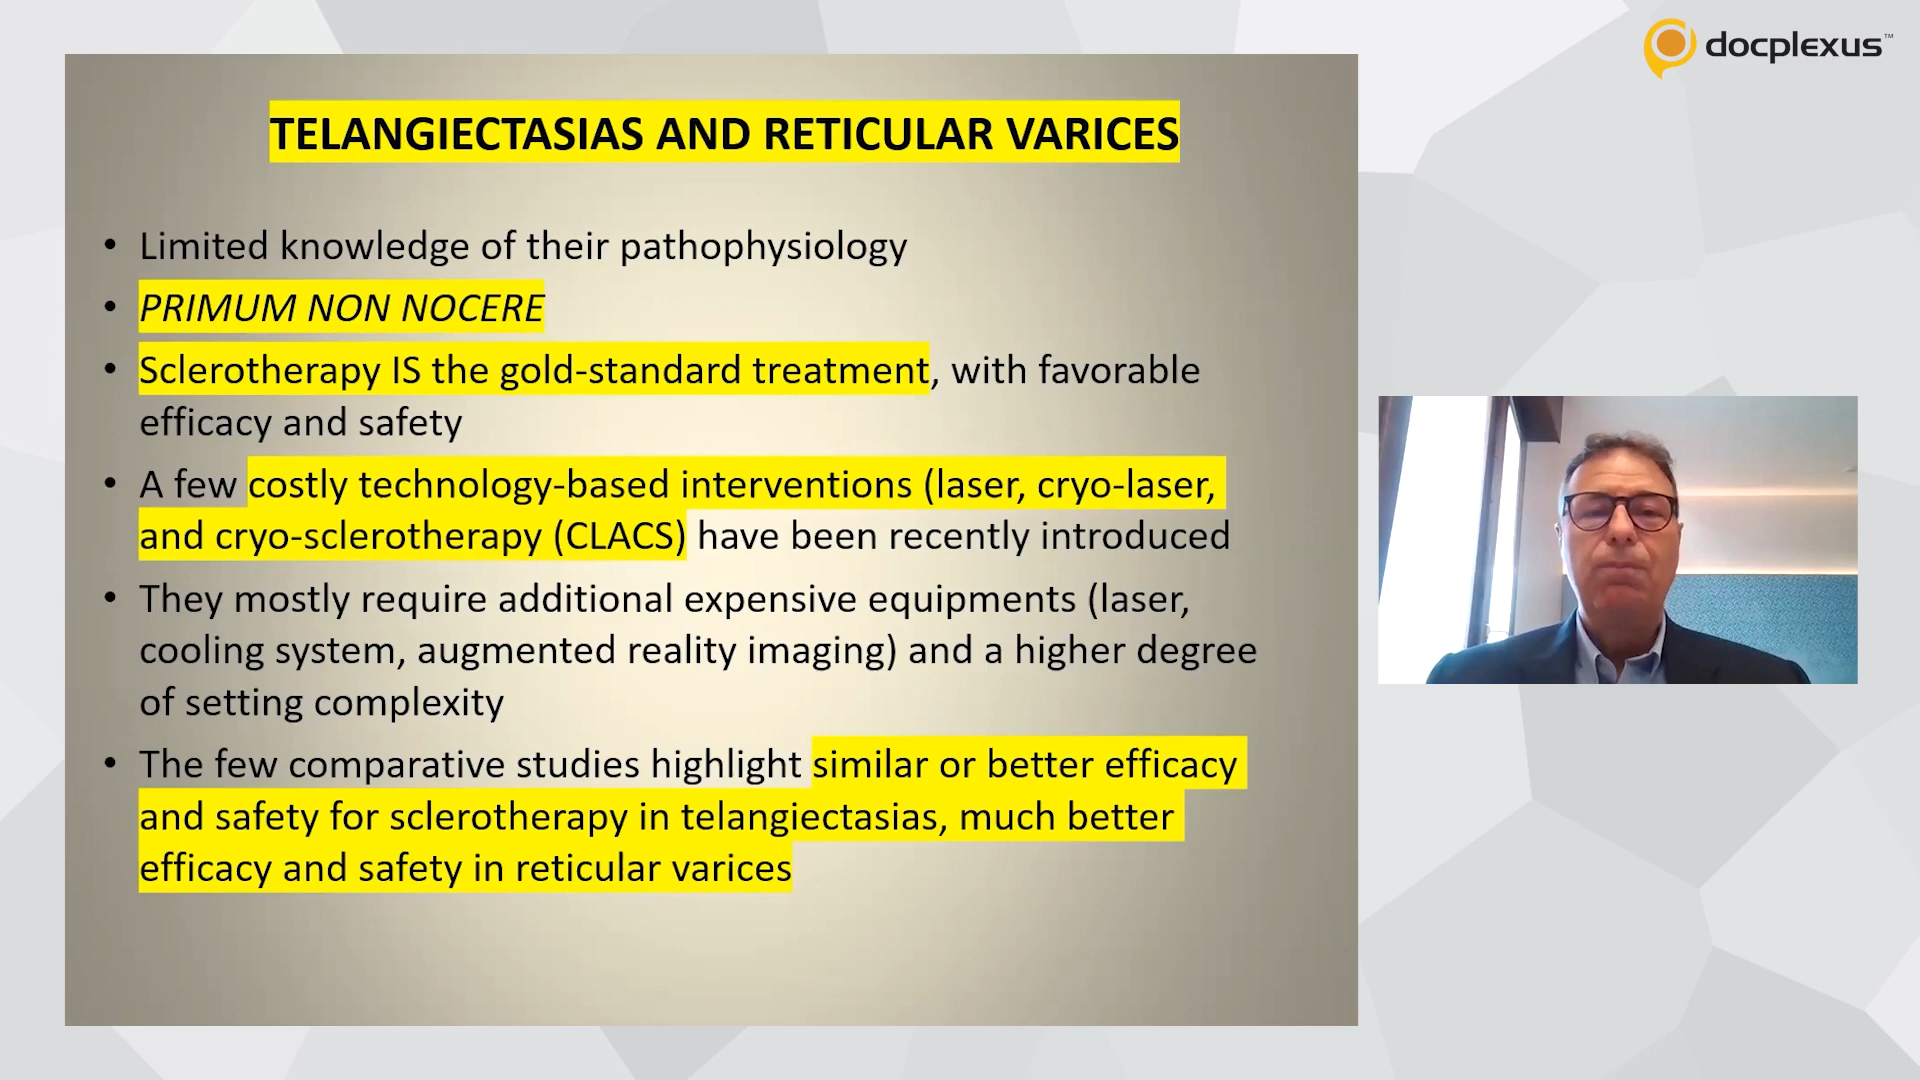 docplexus™
TELANGIECTASIAS AND RETICULAR VARICES
• Limited knowledge of their pathophysiology
• PRIMUM NON NOCERE
• Sclerotherapy IS the gold-standard treatment, with favorable
efficacy and safety
• A few costly technology-based interventions (laser, cryo-laser,
and cryo-sclerotherapy (CLACS) have been recently introduced
• They mostly require additional expensive equipments (laser,
cooling system, augmented reality imaging) and a higher degree
of setting complexity
• The few comparative studies highlight similar or better efficacy
and safety for sclerotherapy in telangiectasias, much better
efficacy and safety in reticular varices